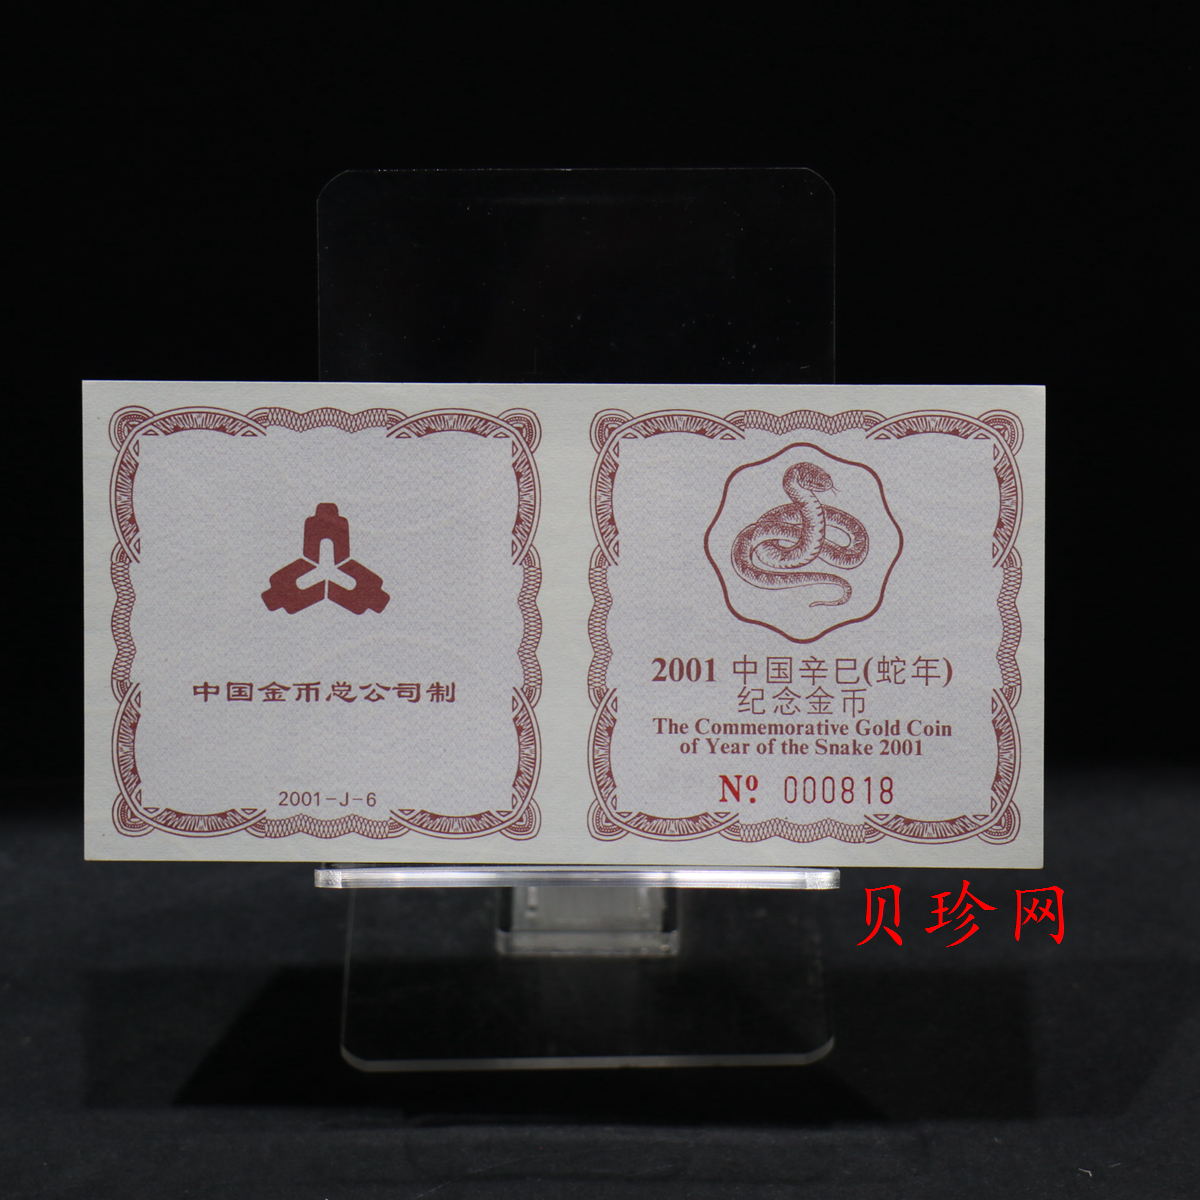 中国金币总公司制
2001-J-6
2001 中国辛巳(蛇年)
纪念金币
The Commemorative Gold Coin
of Year of the Snake 2001
Nº. 000818
贝珍网